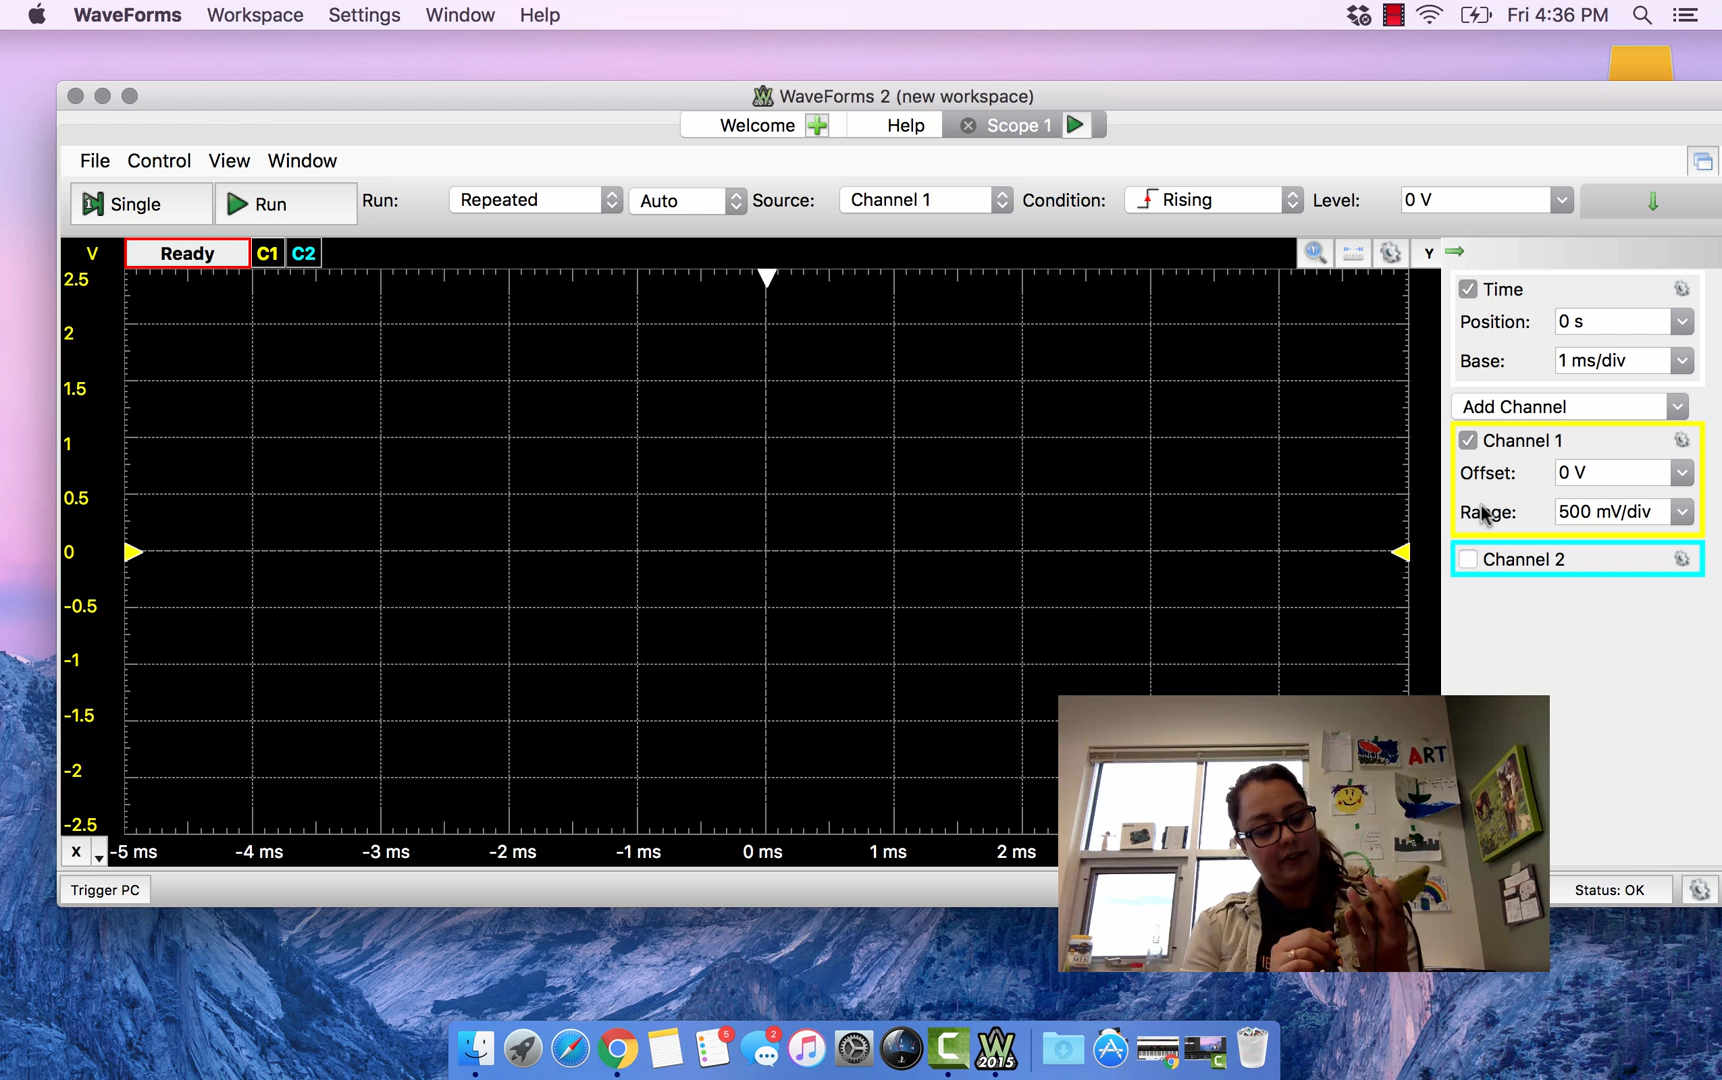 WaveForms Workspace Settings Window Help Fri 4:36 PM
WaveForms 2 (new workspace)
Welcome Help Scope 1
File Control View Window
Single Run Run: Repeated Auto Source: Channel 1 Condition: Rising Level: 0 V
V Ready C1 C2 Y
2.5
2
1.5
1
0.5
0
-0.5
-1
-1.5
-2
-2.5
X -5 ms -4 ms -3 ms -2 ms -1 ms 0 ms 1 ms 2 ms
Time
Position: 0 s
Base: 1 ms/div
Add Channel
Channel 1
Offset: 0 V
Range: 500 mV/div
Channel 2
ART
Trigger PC Status: OK
5 2
W
2015